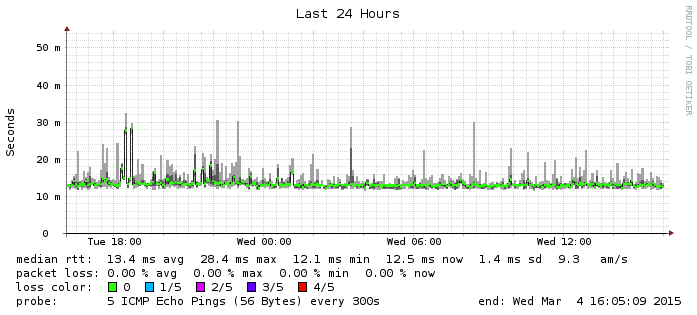 Last 24 Hours
RRDTOOL / TOBI OETIKER
Seconds
50 m
40 m
30 m
20 m
10 m
0
Tue 18:00 Wed 00:00 Wed 06:00 Wed 12:00
median rtt: 13.4 ms avg 28.4 ms max 12.1 ms min 12.5 ms now 1.4 ms sd 9.3 am/s
packet loss: 0.00 % avg 0.00 % max 0.00 % min 0.00 % now
loss color: 0 1/5 2/5 3/5 4/5
probe: 5 ICMP Echo Pings (56 Bytes) every 300s end: Wed Mar 4 16:05:09 2015